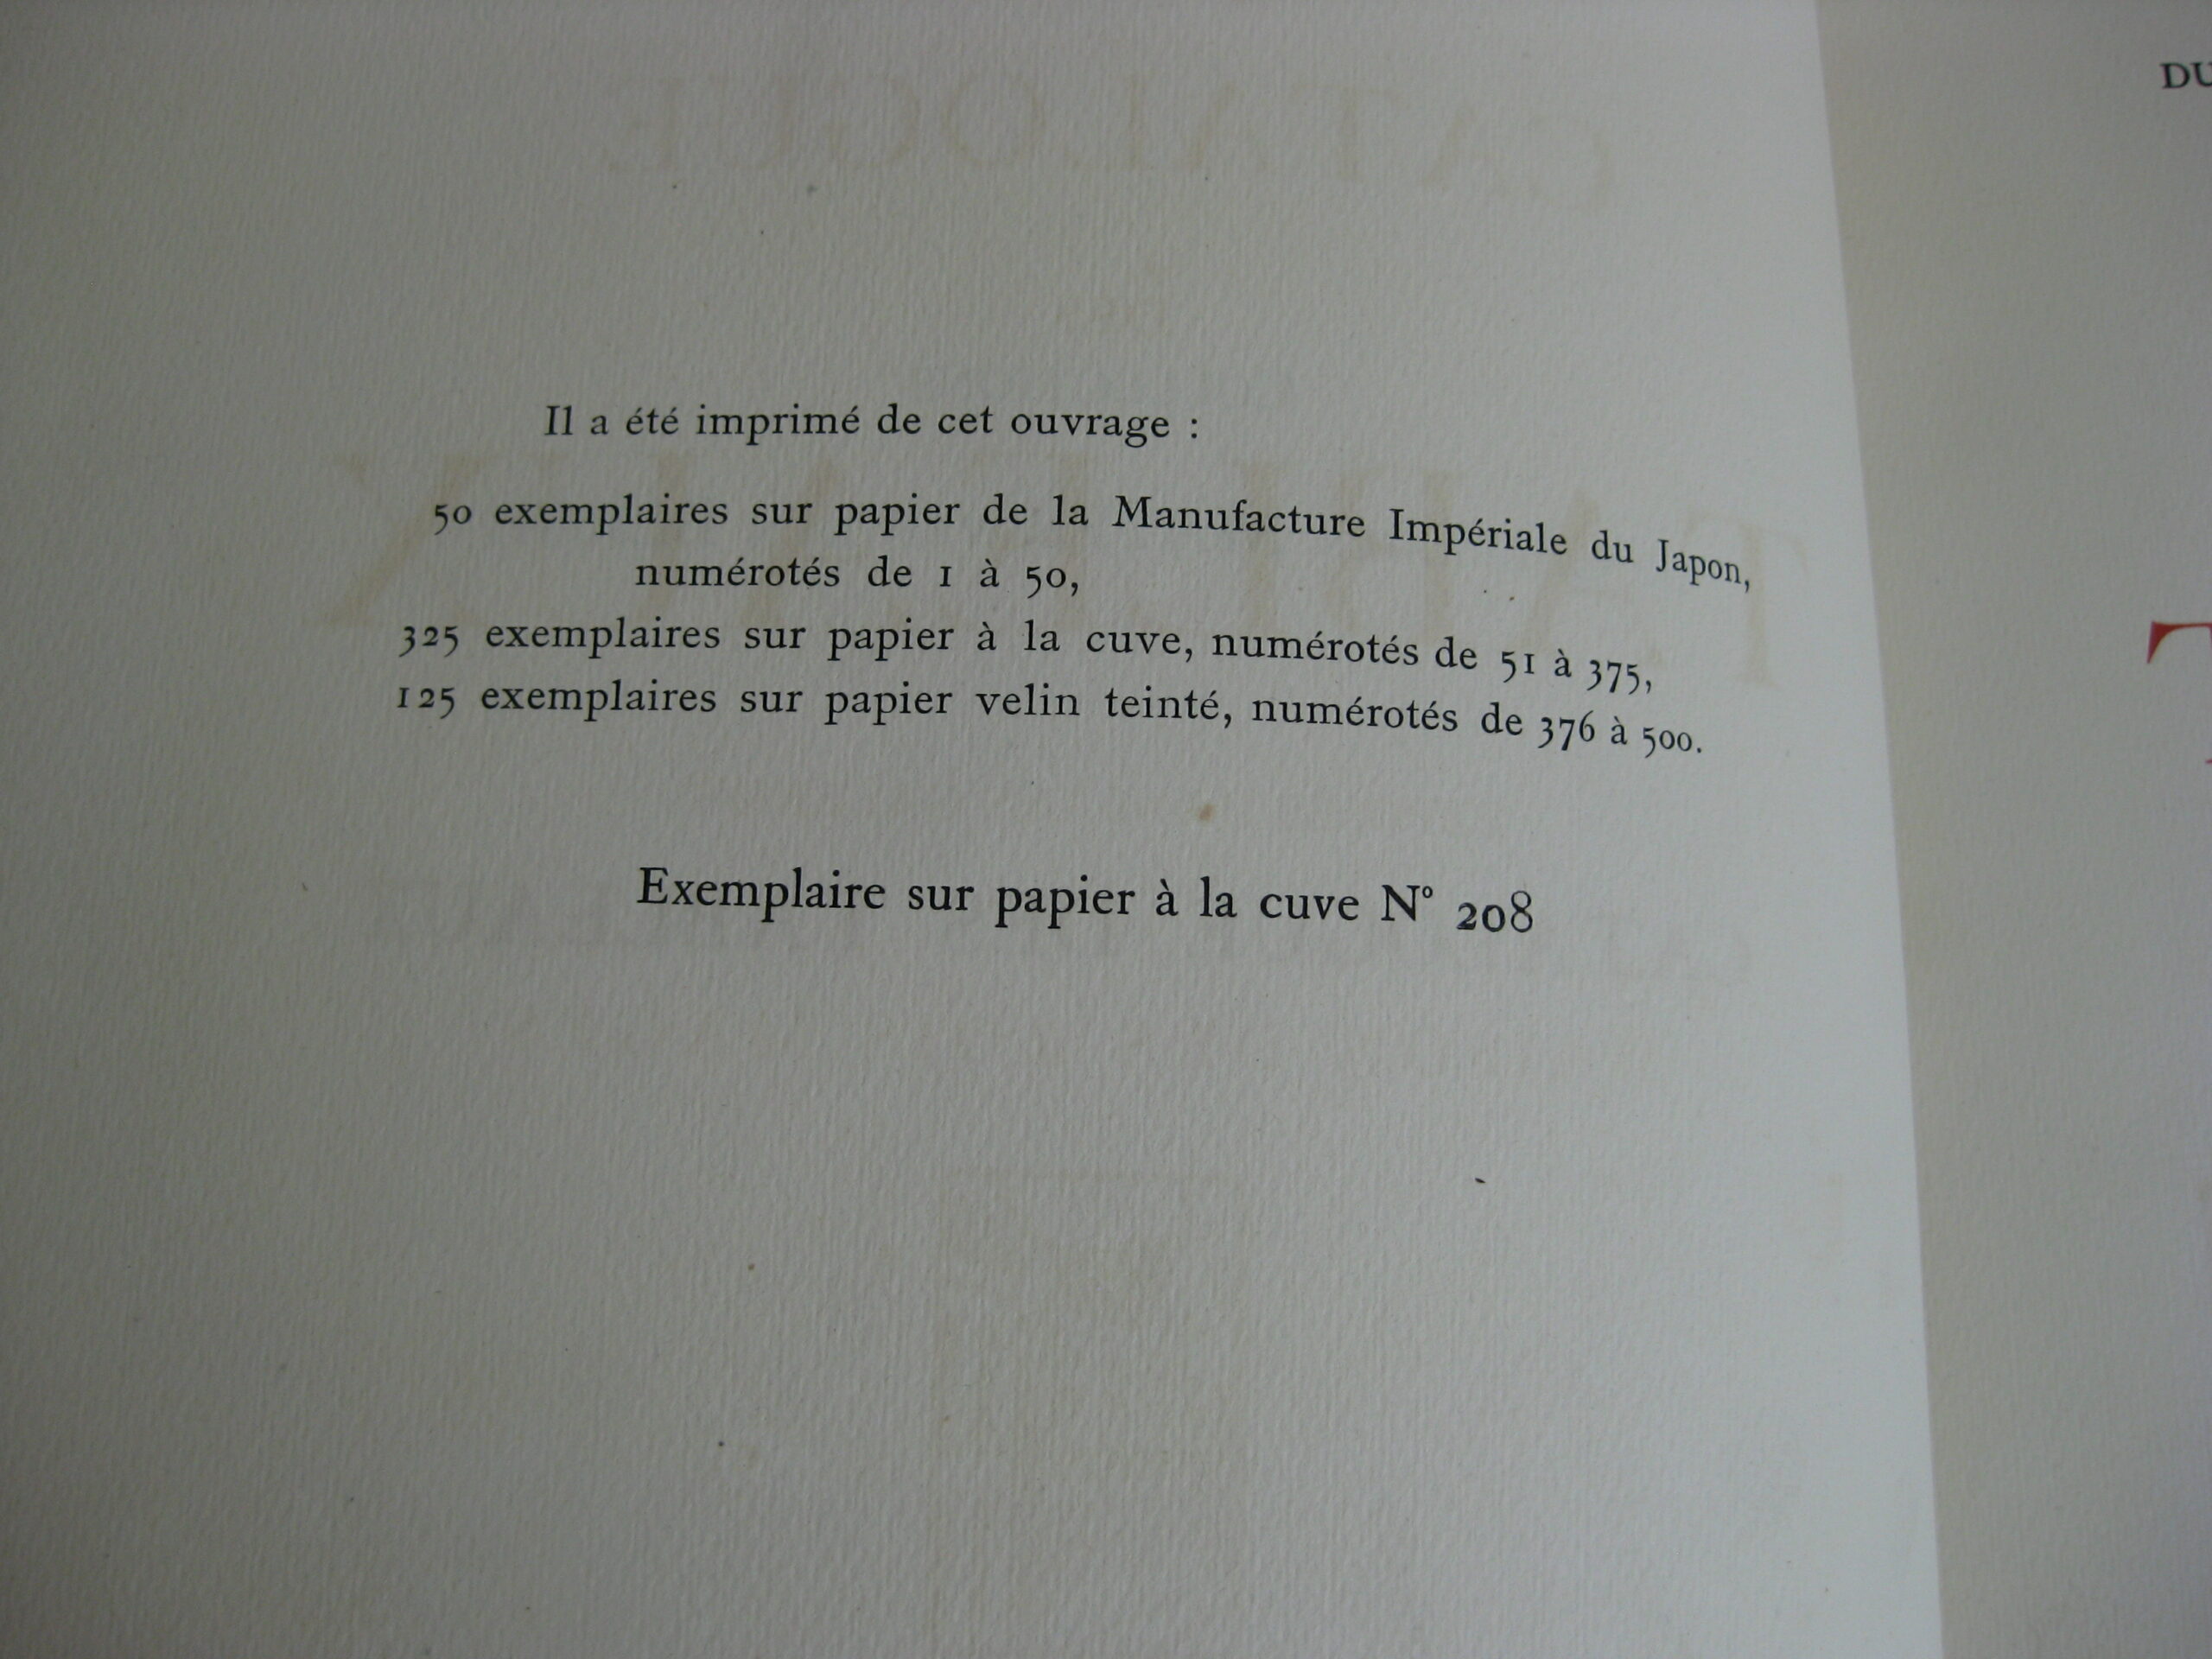 Il a été imprimé de cet ouvrage :
50 exemplaires sur papier de la Manufacture Impériale du Japon,
numérotés de 1 à 50,
325 exemplaires sur papier à la cuve, numérotés de 51 à 375,
125 exemplaires sur papier velin teinté, numérotés de 376 à 500.
Exemplaire sur papier à la cuve N° 208
DU